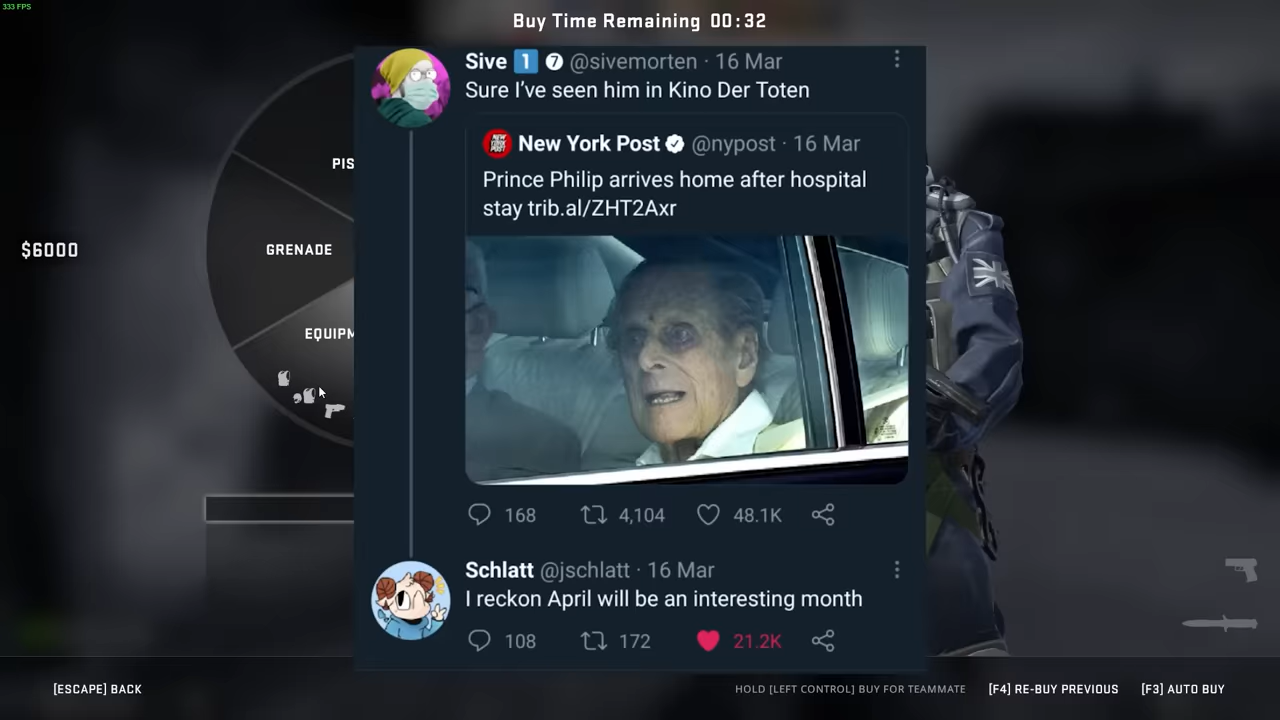 333 FPS
Buy Time Remaining 00:32
Sive 1 7 @sivemorten · 16 Mar
Sure I've seen him in Kino Der Toten
NEW YORK POST
New York Post @nypost · 16 Mar
Prince Philip arrives home after hospital
stay trib.al/ZHT2Axr
PIS
$6000
GRENADE
EQUIPM
168 4,104 48.1K
Schlatt @jschlatt · 16 Mar
I reckon April will be an interesting month
108 172 21.2K
[ESCAPE] BACK
HOLD [LEFT CONTROL] BUY FOR TEAMMATE
[F4] RE-BUY PREVIOUS
[F3] AUTO BUY